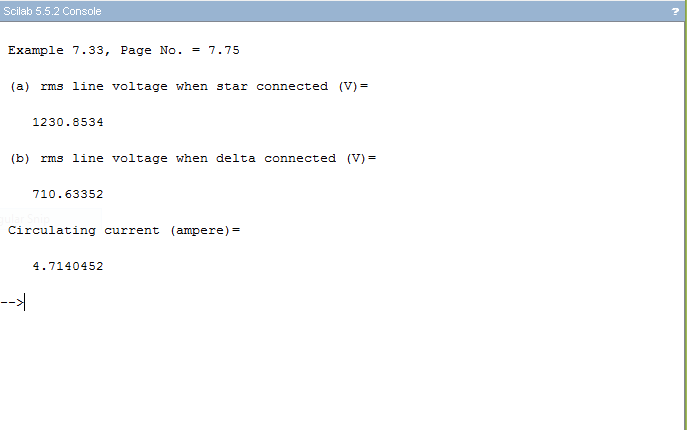 Scilab 5.5.2 Console ?
Example 7.33, Page No. = 7.75
(a) rms line voltage when star connected (V)=
1230.8534
(b) rms line voltage when delta connected (V)=
710.63352
Circulating current (ampere)=
4.7140452
-->